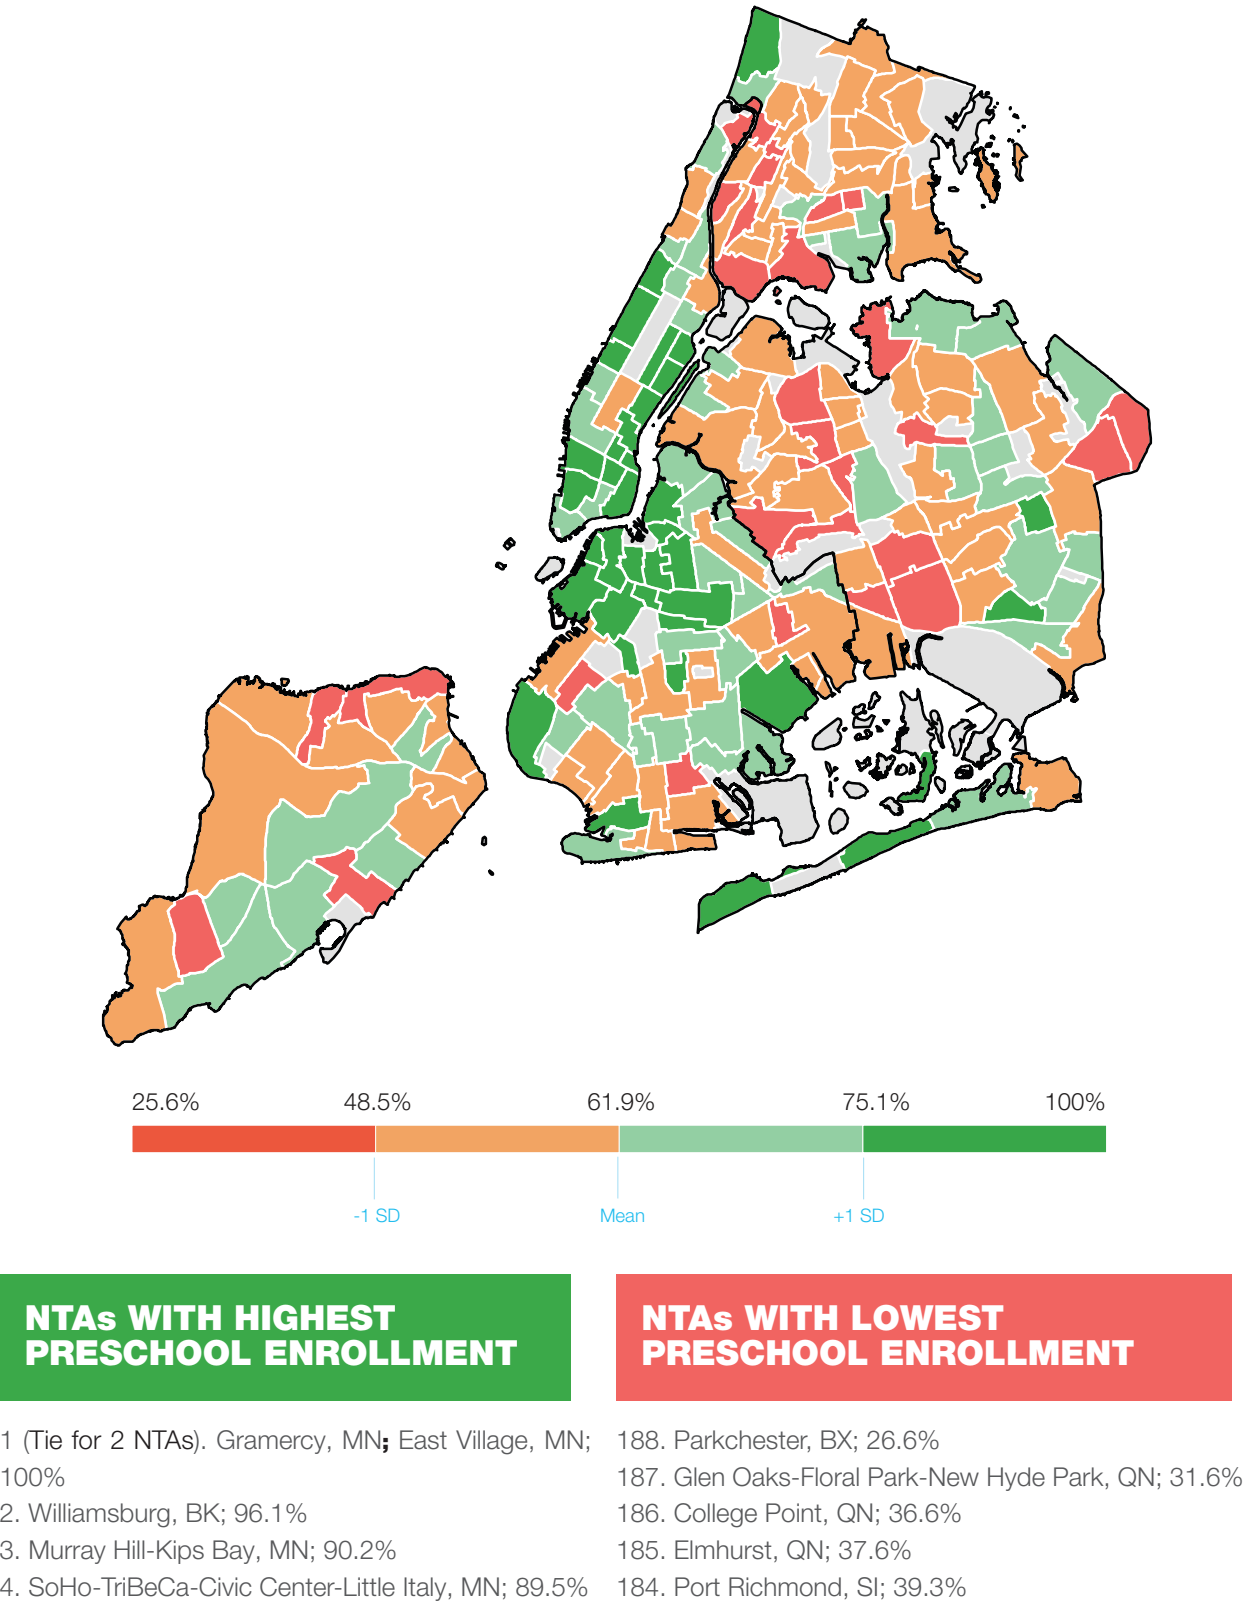 25.6% 48.5% 61.9% 75.1% 100%
-1 SD Mean +1 SD
NTAs WITH HIGHEST
PRESCHOOL ENROLLMENT
1 (Tie for 2 NTAs). Gramercy, MN; East Village, MN;
100%
2. Williamsburg, BK; 96.1%
3. Murray Hill-Kips Bay, MN; 90.2%
4. SoHo-TriBeCa-Civic Center-Little Italy, MN; 89.5%
NTAs WITH LOWEST
PRESCHOOL ENROLLMENT
188. Parkchester, BX; 26.6%
187. Glen Oaks-Floral Park-New Hyde Park, QN; 31.6%
186. College Point, QN; 36.6%
185. Elmhurst, QN; 37.6%
184. Port Richmond, SI; 39.3%